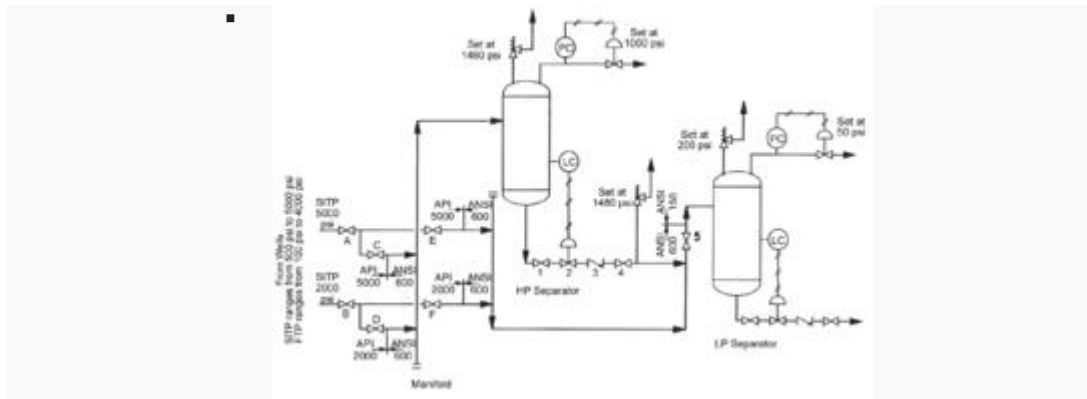 Set at
1480 psi
PC
Set at
1000 psi
Set at
200 psi
PC
Set at
50 psi
LC
Set at
1480 psi
ANSI
150
ANSI
600
5
LC
From Wells
SITP ranges from 500 psi to 5000 psi
FTP ranges from 100 psi to 4000 psi
SITP
5000
psi
A
C
API
5000
ANSI
600
E
API
5000
ANSI
600
1
2
3
4
HP Separator
SITP
2000
psi
B
D
API
2000
ANSI
600
F
API
2000
ANSI
600
LP Separator
Manifold